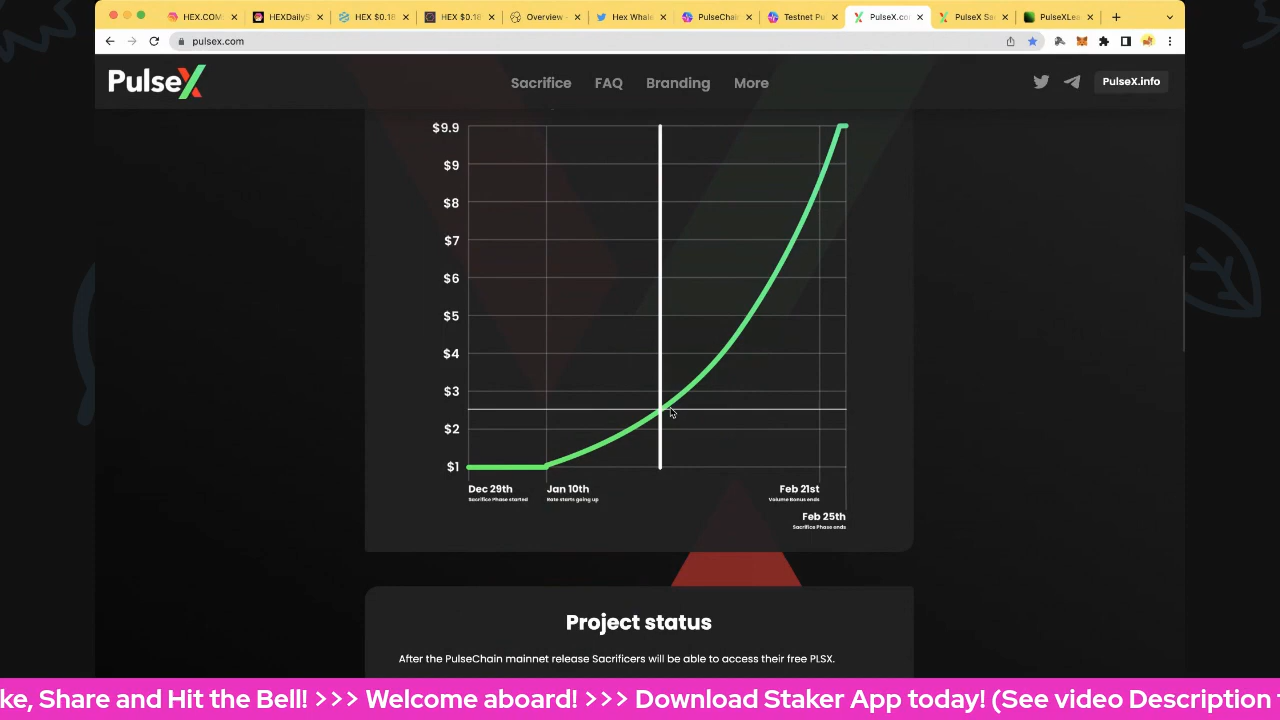 HEX.COM
HEXDailyS
HEX $0.18
HEX $0.18
Overview
Hex Whale
PulseChai
Testnet Pu
PulseX.co
PulseX Sa
PulseXLea
pulsex.com
PulseX
Sacrifice
FAQ
Branding
More
PulseX.info
$9.9
$9
$8
$7
$6
$5
$4
$3
$2
$1
Dec 29th
Sacrifice Phase started
Jan 10th
Rate starts going up
Feb 21st
Volume Bonus ends
Feb 25th
Sacrifice Phase ends
Project status
After the PulseChain mainnet release Sacrificers will be able to access their free PLSX.
ke, Share and Hit the Bell! >>> Welcome aboard! >>> Download Staker App today! (See video Description